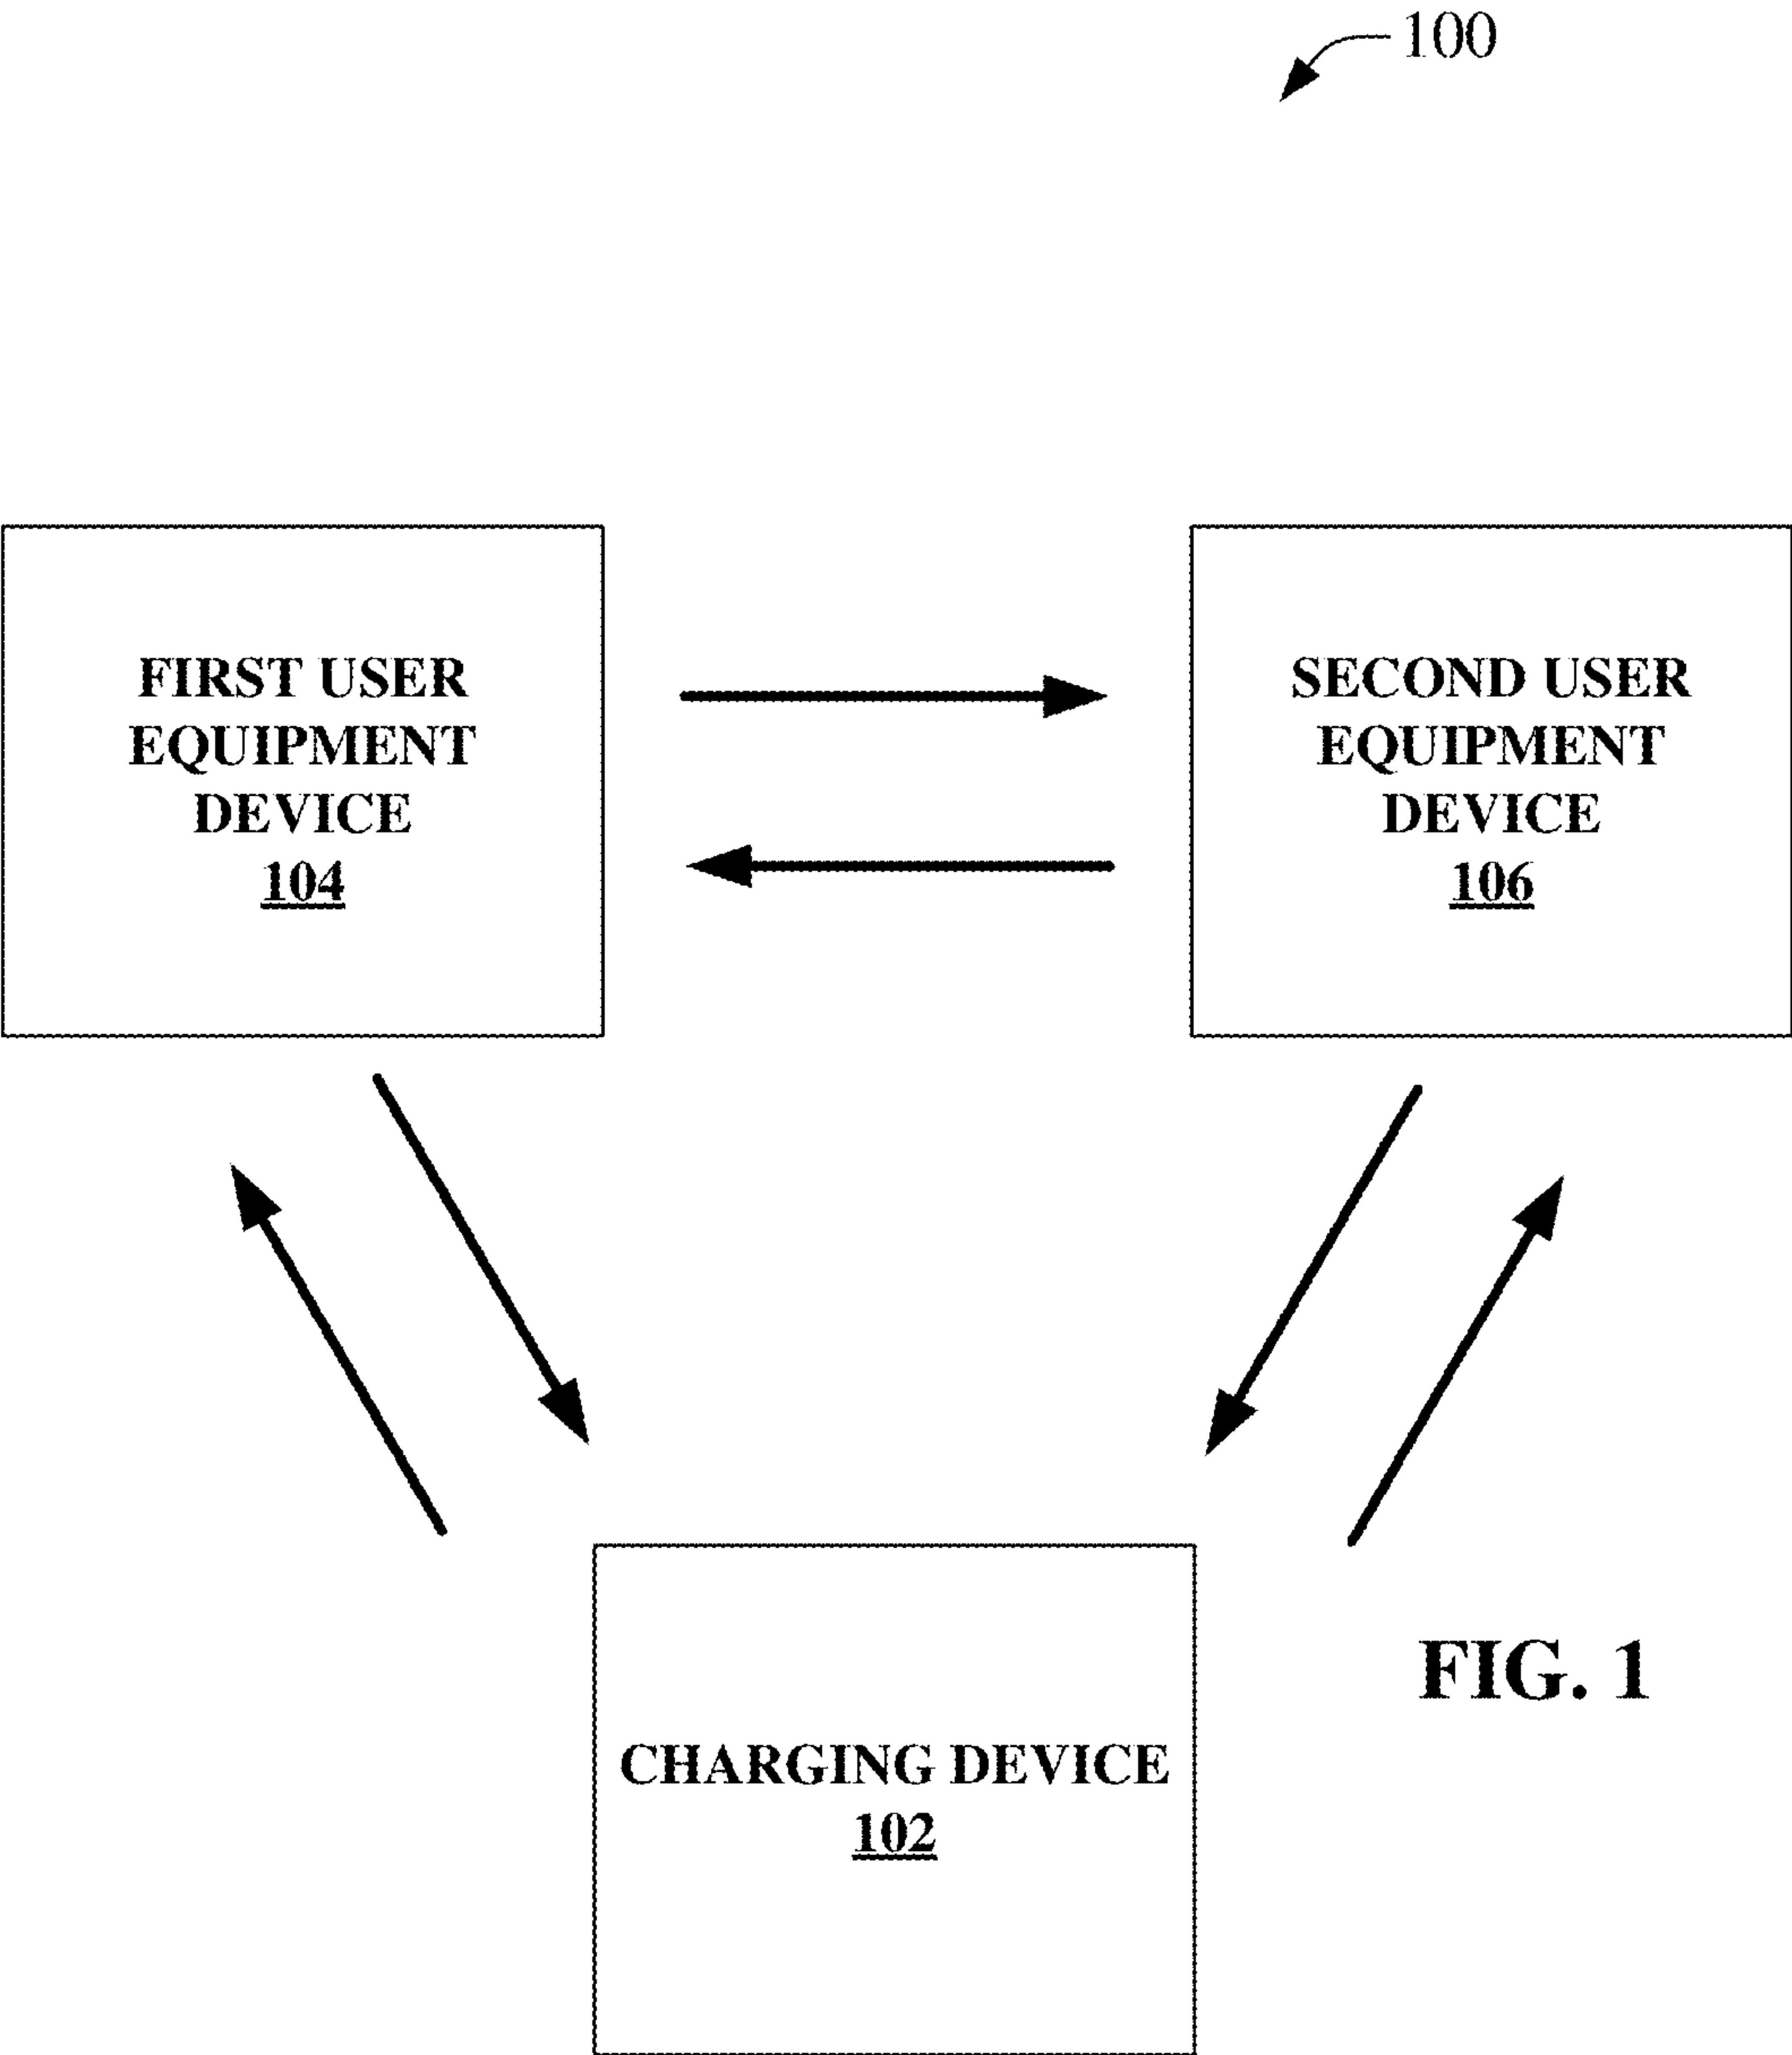 100
FIRST USER
EQUIPMENT
DEVICE
104
SECOND USER
EQUIPMENT
DEVICE
106
CHARGING DEVICE
102
FIG. 1